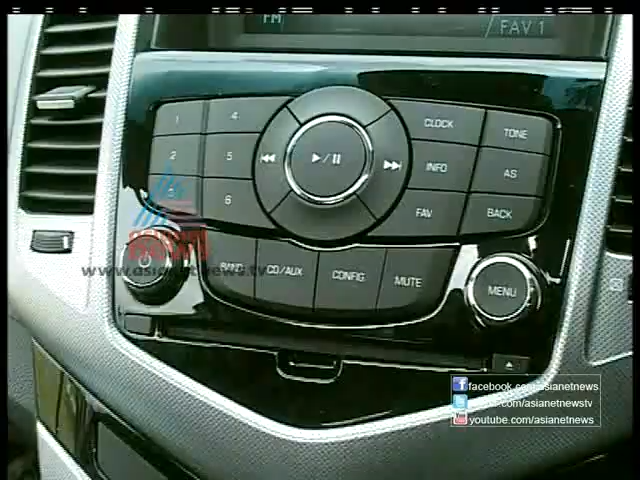 FM
FAV 1
1
4
CLOCK
TONE
2
5
INFO
AS
6
FAV
BACK
BAND
CD/AUX
CONFIG
MUTE
MENU
www.asianetnews.tv
facebook.com/asianetnews
.com/asianetnewstv
youtube.com/asianetnews